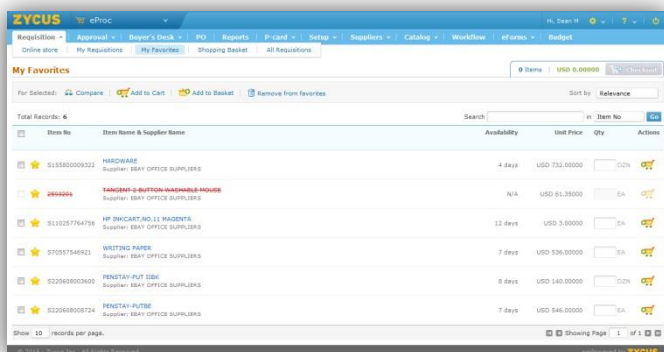 ZYCUS eProc Hi, Sean M
Requisition Approval Buyer's Desk PO Reports P-card Setup Suppliers Catalog Workflow eForms Budget
Online store My Requisitions My Favorites Shopping Basket All Requisitions
My Favorites 0 Items USD 0.00000 Checkout
For Selected: Compare Add to Cart Add to Basket Remove from favorites Sort by Relevance
Total Records: 6 Search in Item No Go
Item No Item Name & Supplier Name Availability Unit Price Qty Actions
S155800009322 HARDWARE 4 days USD 732.00000 DZN
Supplier: EBAY OFFICE SUPPLIERS
2593201 TANGENT 2 BUTTON WASHABLE MOUSE N/A USD 61.35000 EA
Supplier: EBAY OFFICE SUPPLIERS
S110257764756 HP INKCART,NO.11 MAGENTA 12 days USD 3.00000 EA
Supplier: EBAY OFFICE SUPPLIERS
S70557546921 WRITING PAPER 7 days USD 536.00000 EA
Supplier: EBAY OFFICE SUPPLIERS
S220608003600 PENSTAY-PUT 8 days USD 140.00000 DZN
Supplier: EBAY OFFICE SUPPLIERS
S220608008724 PENSTAY-PUTBE 7 days USD 546.00000 EA
Supplier: EBAY OFFICE SUPPLIERS
Show 10 records per page. Showing Page 1 of 1
ZYCUS